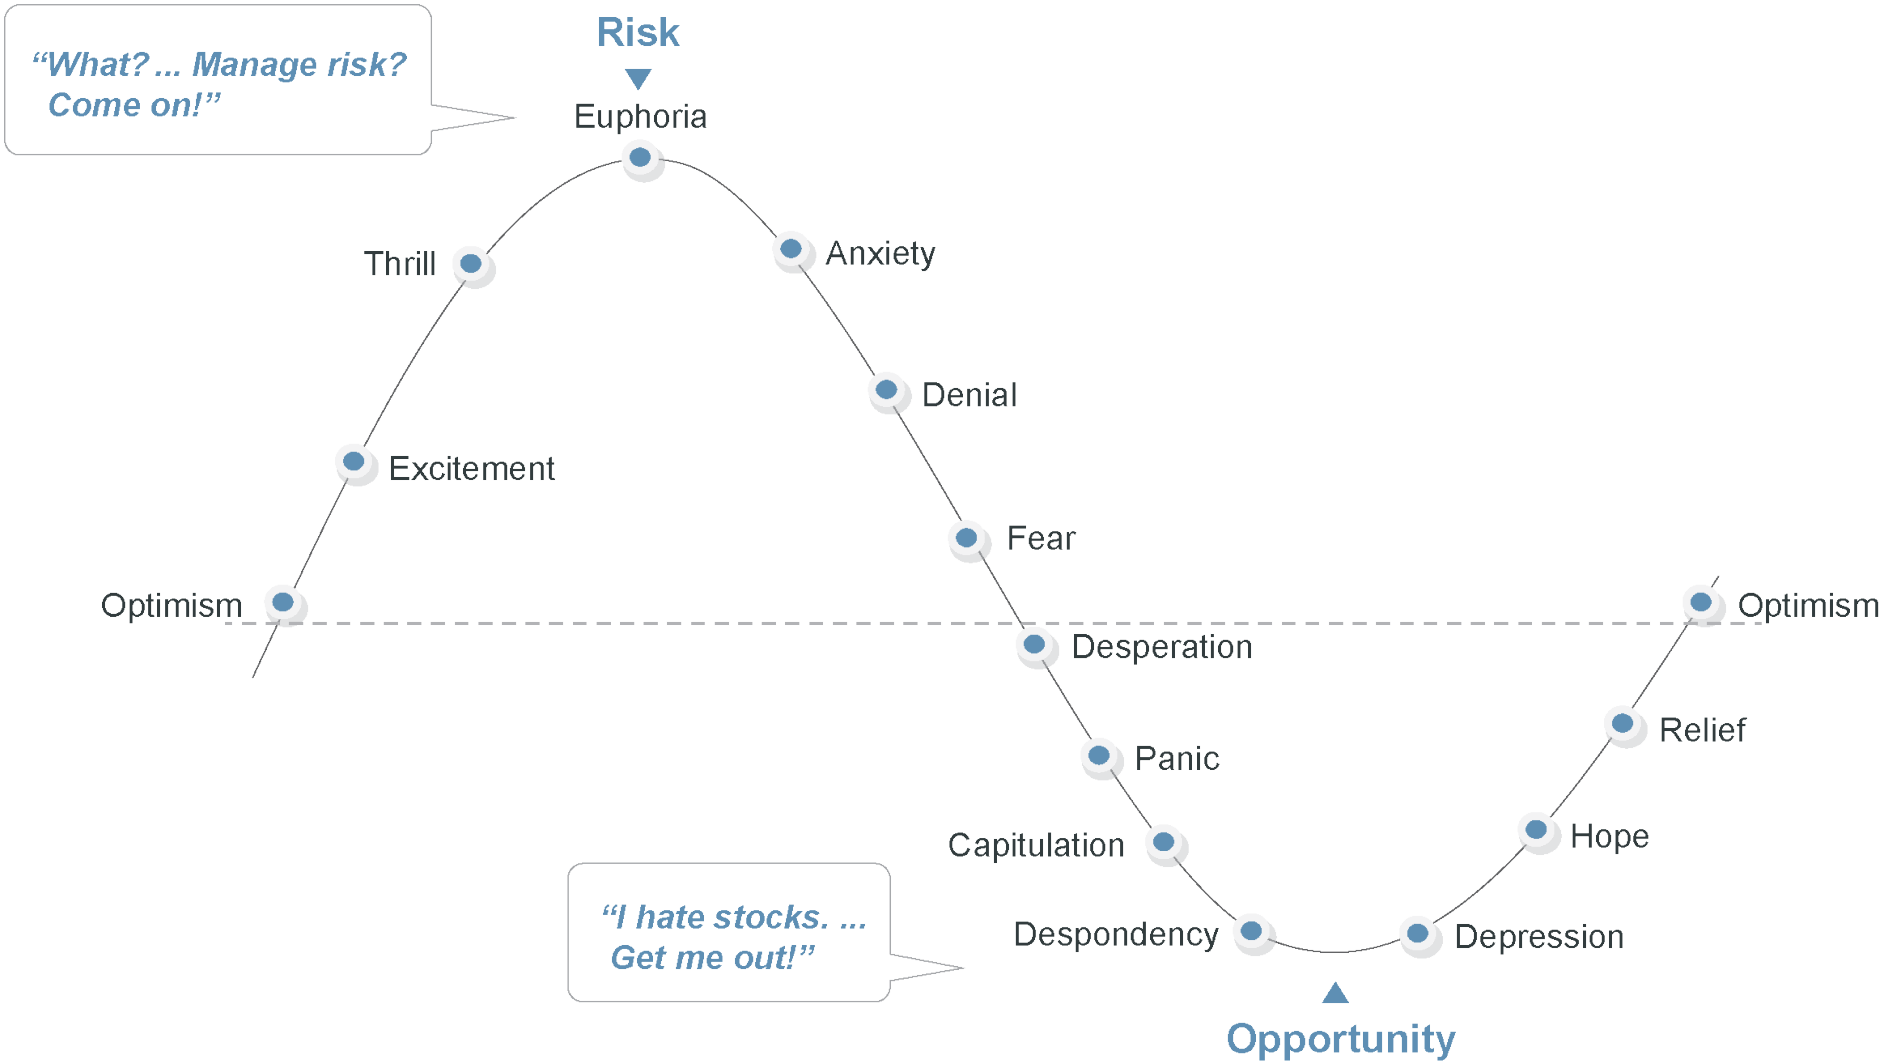 Risk
“What? ... Manage risk?
Come on!”
Euphoria
Thrill
Anxiety
Denial
Excitement
Fear
Optimism
Optimism
Desperation
Relief
Panic
Hope
Capitulation
“I hate stocks. ...
Get me out!”
Despondency
Depression
Opportunity